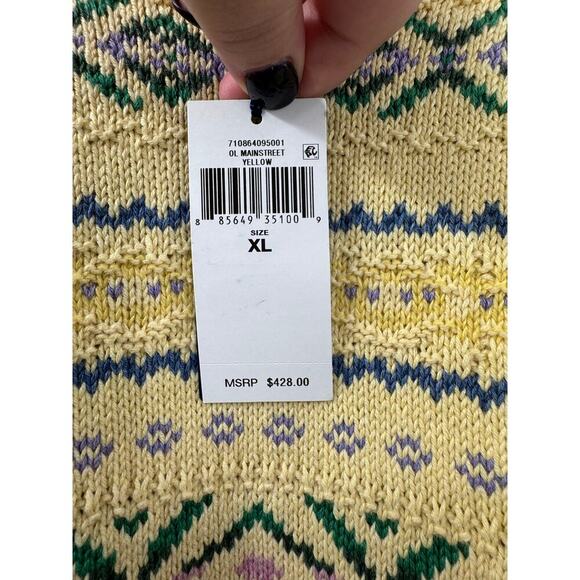 710864095001
OL MAINSTREET
YELLOW
8 85649 35100 9
SIZE
XL
MSRP $428.00